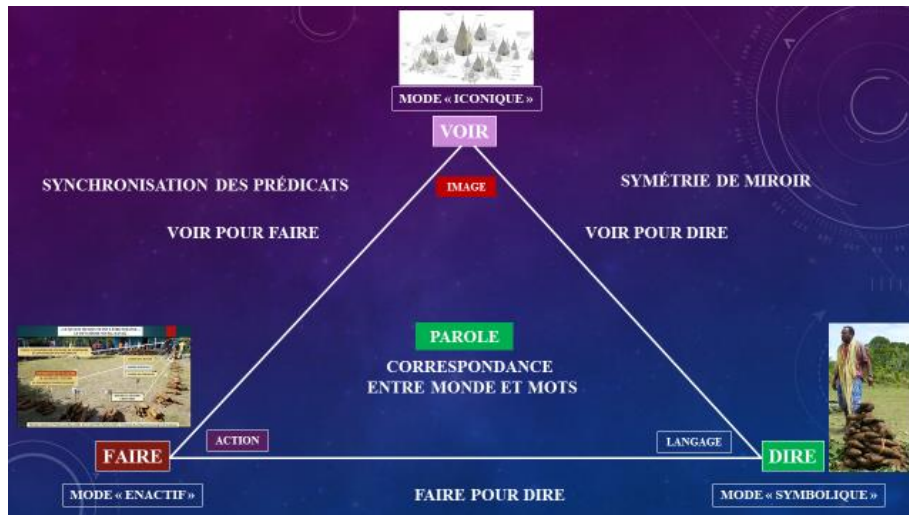 MODE « ICONIQUE »
VOIR
IMAGE
SYNCHRONISATION DES PRÉDICATS
SYMÉTRIE DE MIROIR
VOIR POUR FAIRE
VOIR POUR DIRE
PAROLE
CORRESPONDANCE
ENTRE MONDE ET MOTS
ACTION
LANGAGE
FAIRE
DIRE
MODE « ENACTIF »
FAIRE POUR DIRE
MODE « SYMBOLIQUE »